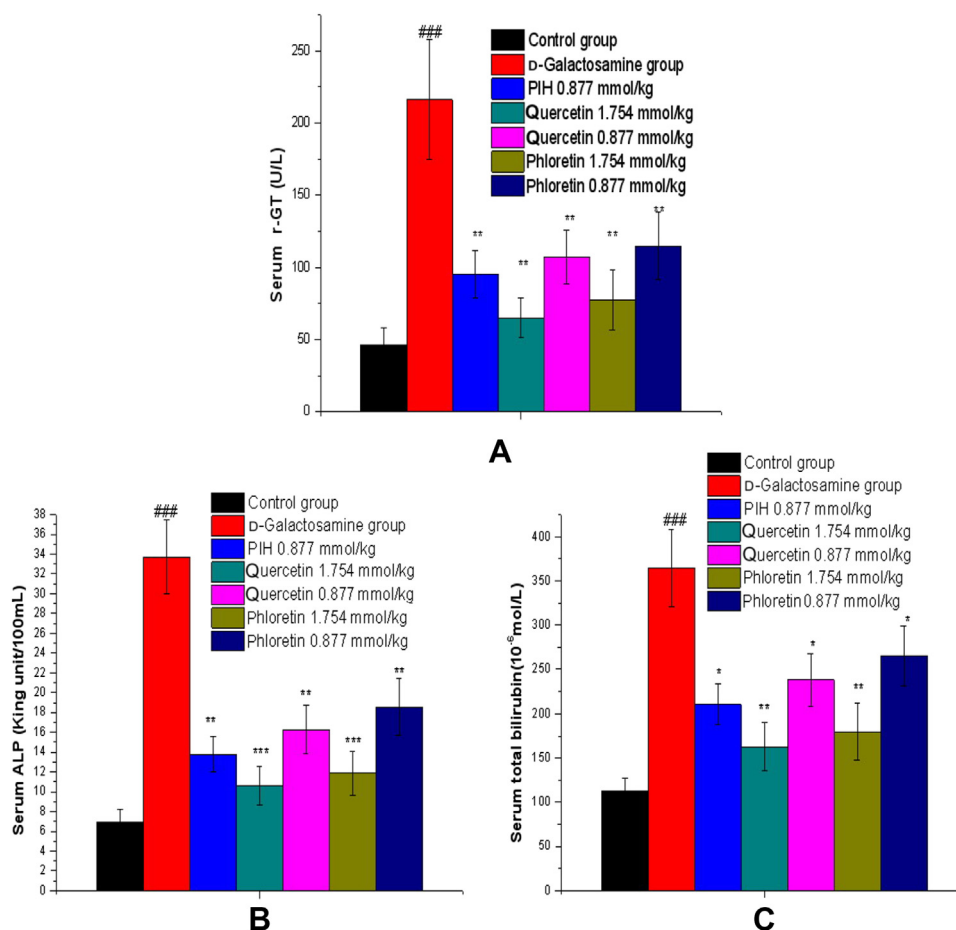 ###
Control group
D-Galactosamine group
PIH 0.877 mmol/kg
Quercetin 1.754 mmol/kg
Quercetin 0.877 mmol/kg
Phloretin 1.754 mmol/kg
Phloretin 0.877 mmol/kg
Serum r-GT (U/L)
250
200
150
100
50
0
**
**
**
**
**
A
Control group
D-Galactosamine group
PIH 0.877 mmol/kg
Quercetin 1.754 mmol/kg
Quercetin 0.877 mmol/kg
Phloretin 1.754 mmol/kg
Phloretin 0.877 mmol/kg
###
Serum ALP (King unit/100mL)
38
36
34
32
30
28
26
24
22
20
18
16
14
12
10
8
6
4
2
0
**
***
**
***
**
B
Control group
D-Galactosamine group
PIH 0.877 mmol/kg
Quercetin 1.754 mmol/kg
Quercetin 0.877 mmol/kg
Phloretin 1.754 mmol/kg
Phloretin 0.877 mmol/kg
###
Serum total bilirubin(10⁻⁶mol/L)
400
350
300
250
200
150
100
50
0
*
**
*
**
*
C